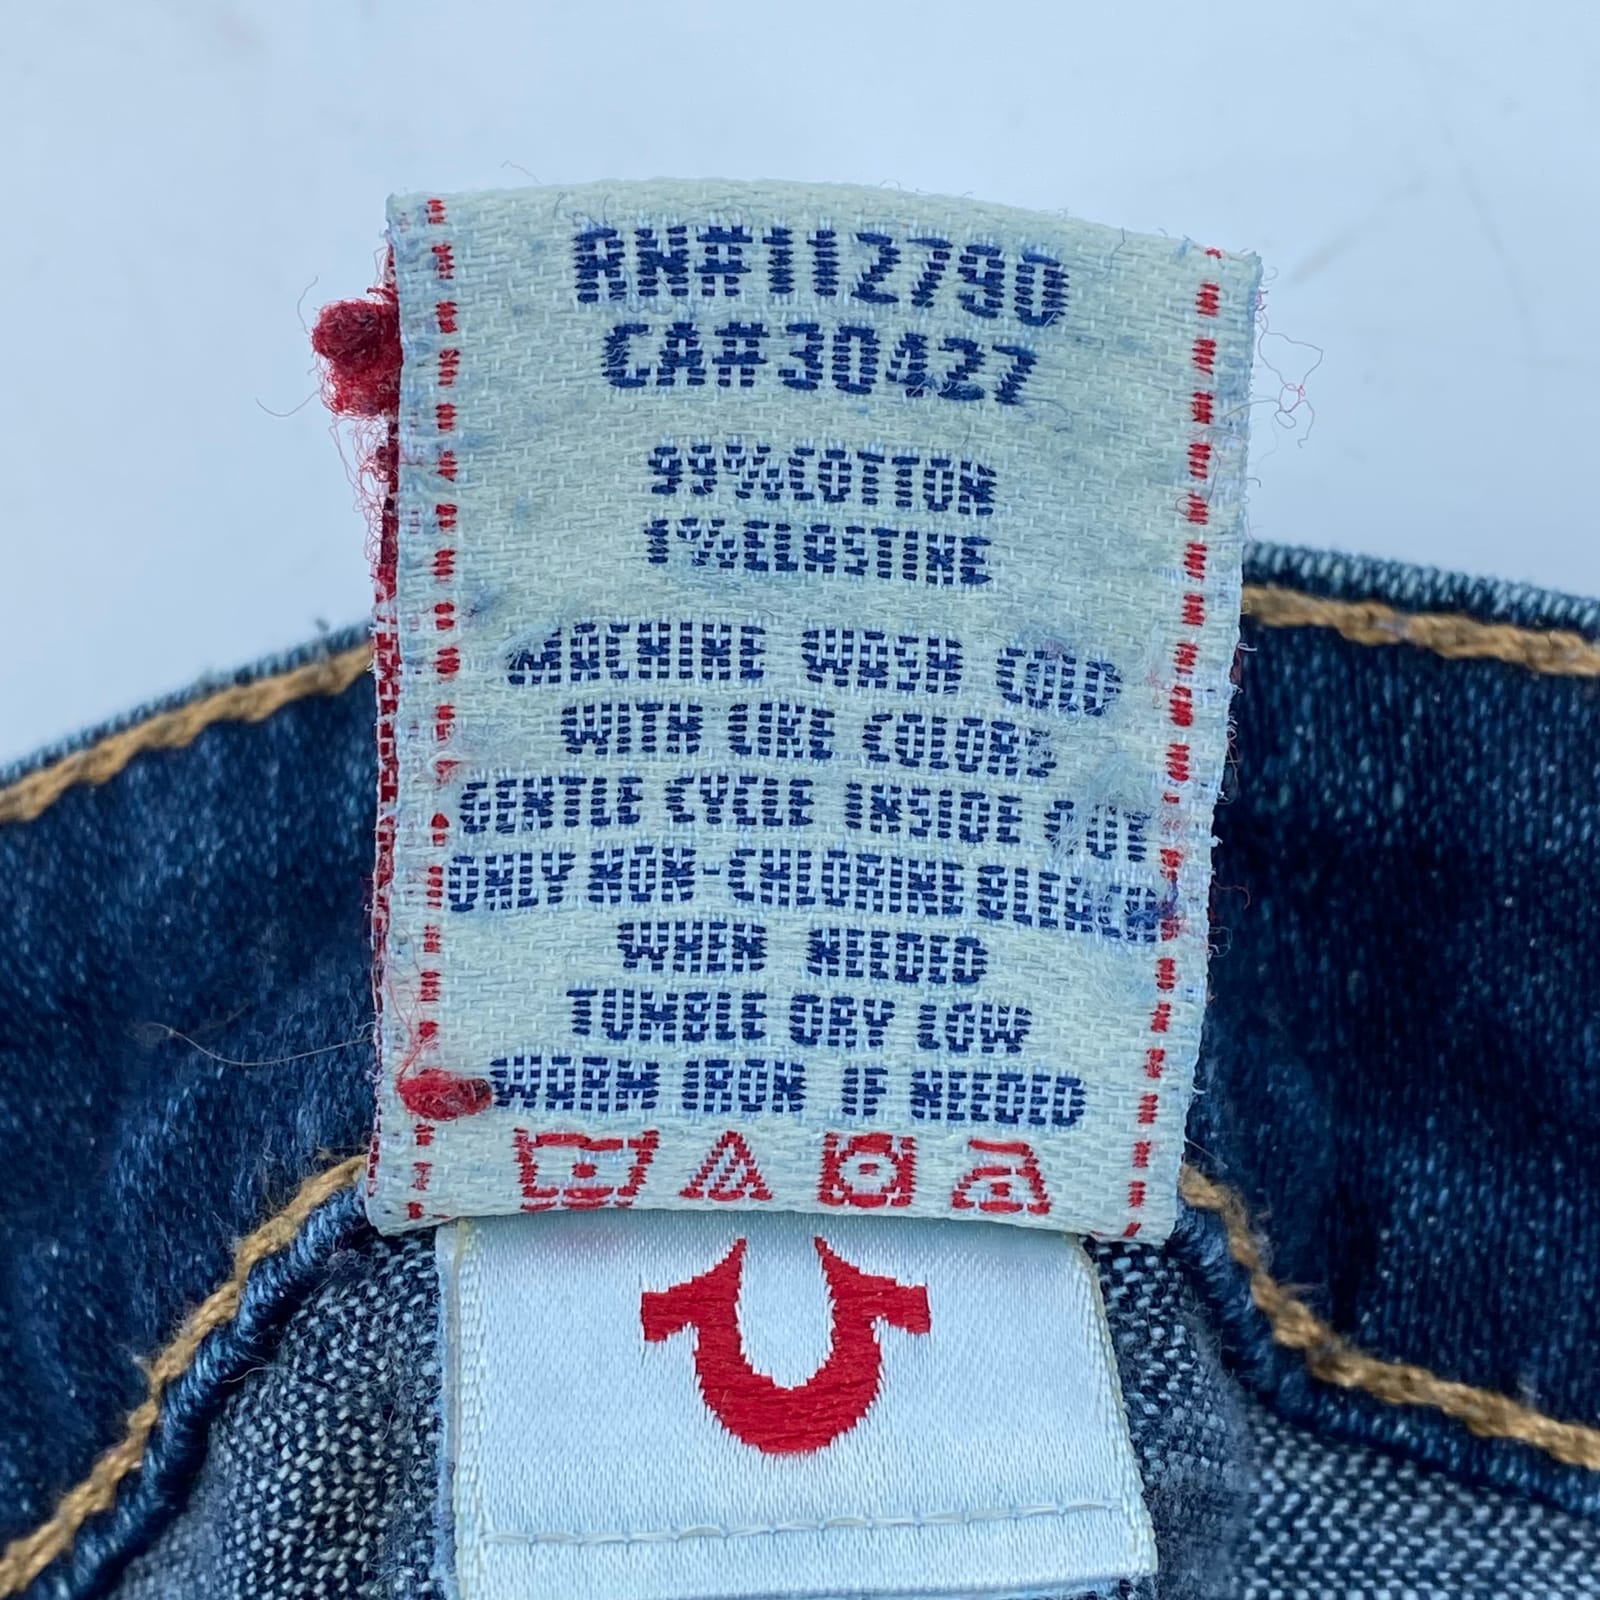 RN#112790
CA#30427
99%COTTON
1%ELASTINE
MACHINE WASH COLD
WITH LIKE COLORS
GENTLE CYCLE INSIDE OUT
ONLY NON-CHLORINE BLEACH
WHEN NEEDED
TUMBLE DRY LOW
WARM IRON IF NEEDED